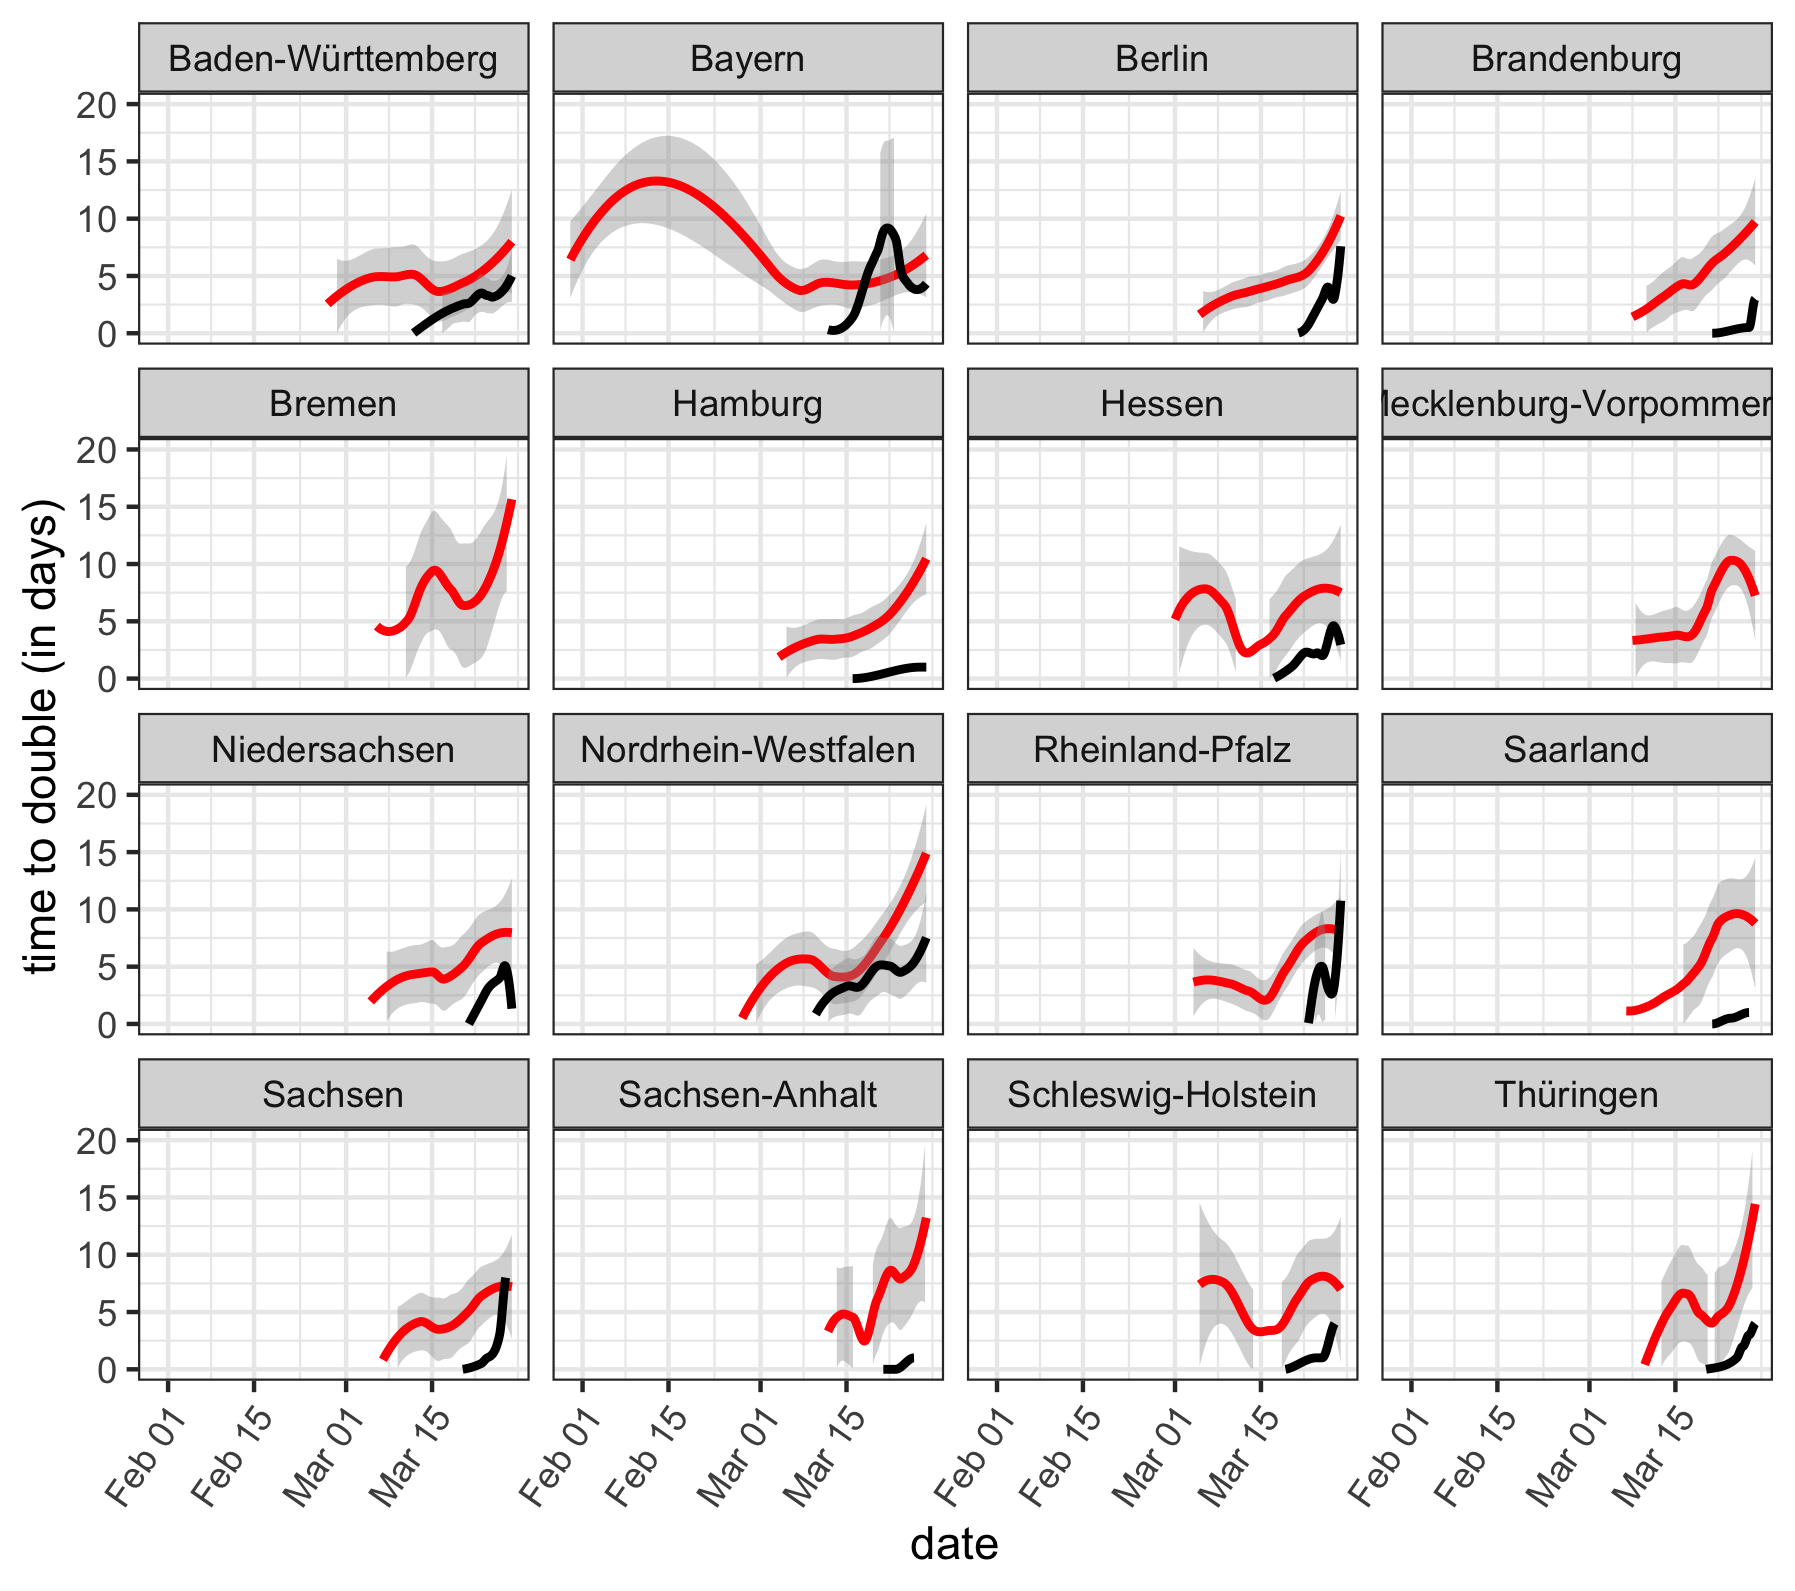 Baden-Württemberg Bayern Berlin Brandenburg
20
15
10
5
0
Bremen Hamburg Hessen Mecklenburg-Vorpommer
20
15
10
5
0
time to double (in days)
Niedersachsen Nordrhein-Westfalen Rheinland-Pfalz Saarland
20
15
10
5
0
Sachsen Sachsen-Anhalt Schleswig-Holstein Thüringen
20
15
10
5
0
Feb 01 Feb 15 Mar 01 Mar 15 Feb 01 Feb 15 Mar 01 Mar 15 Feb 01 Feb 15 Mar 01 Mar 15 Feb 01 Feb 15 Mar 01 Mar 15
date